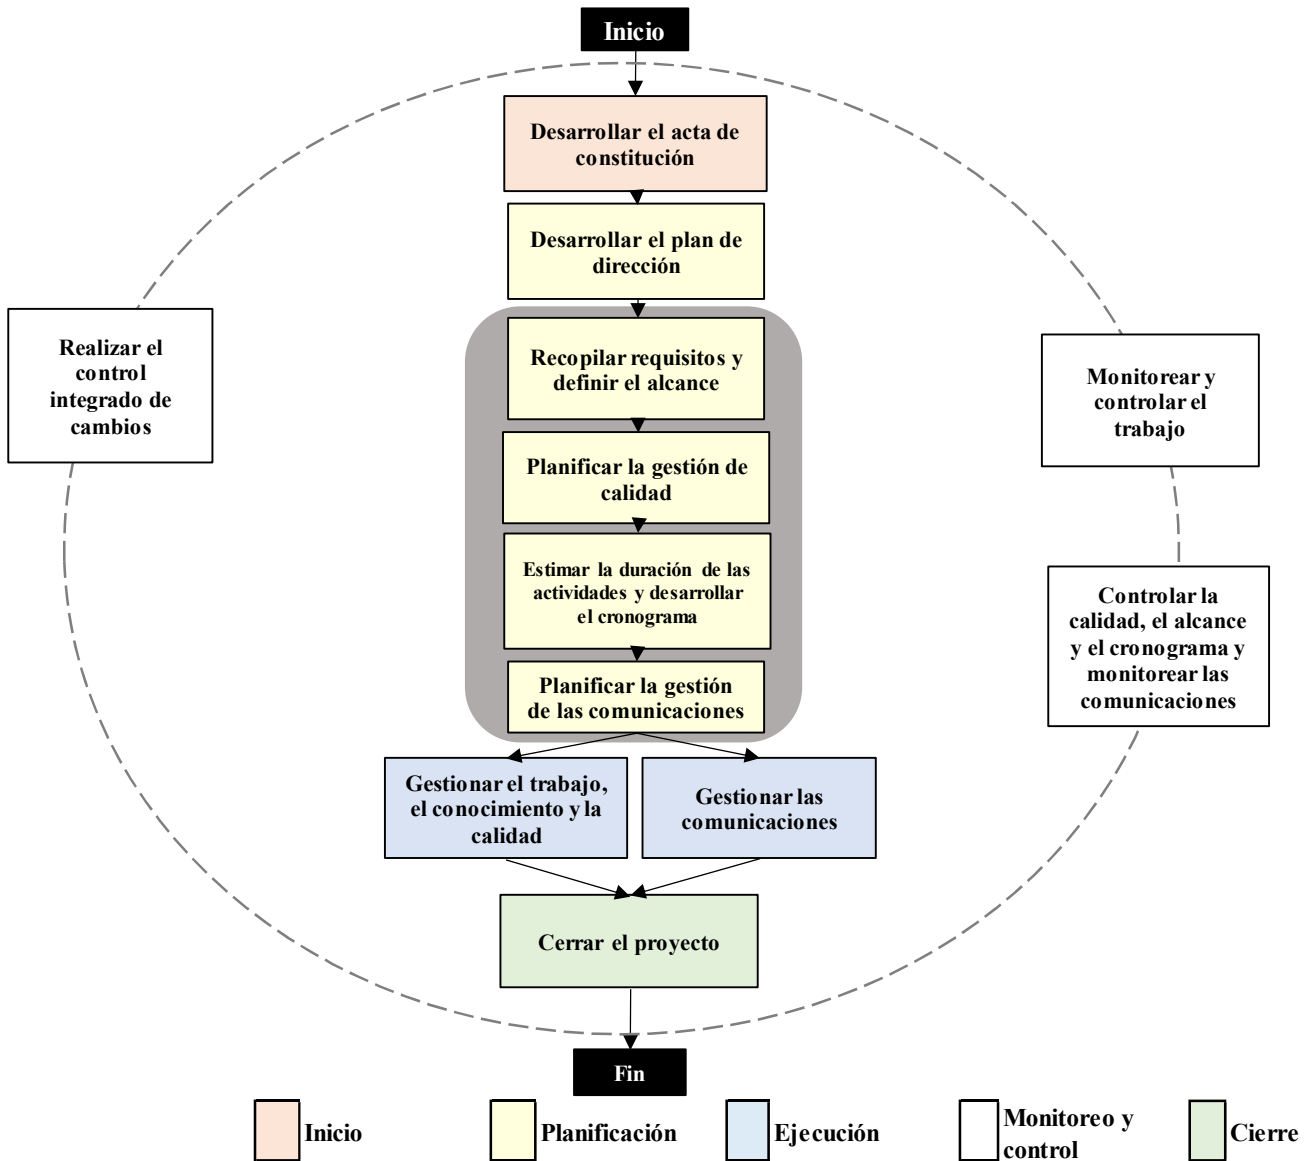 Inicio
Desarrollar el acta de
constitución
Desarrollar el plan de
dirección
Recopilar requisitos y
definir el alcance
Realizar el
control
integrado de
cambios
Monitorear y
controlar el
trabajo
Planificar la gestión de
calidad
Estimar la duración de las
actividades y desarrollar
el cronograma
Controlar la
calidad, el alcance
y el cronograma y
monitorear las
comunicaciones
Planificar la gestión
de las comunicaciones
Gestionar el trabajo,
el conocimiento y la
calidad
Gestionar las
comunicaciones
Cerrar el proyecto
Fin
Inicio
Planificación
Ejecución
Monitoreo y
control
Cierre